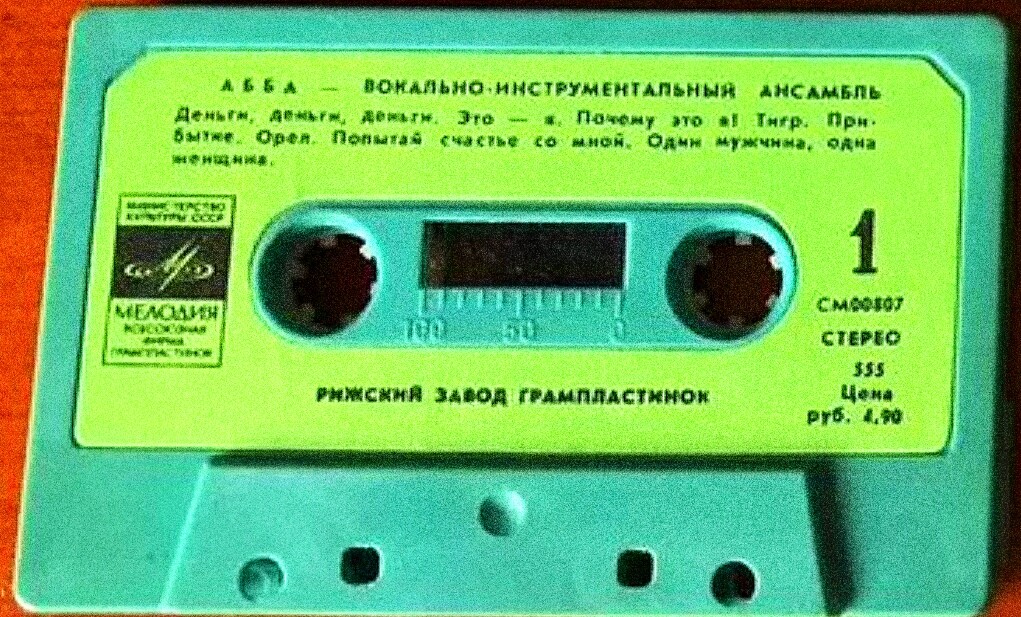 АББА — ВОКАЛЬНО-ИНСТРУМЕНТАЛЬНЫЙ АНСАМБЛЬ
Деньги, деньги, деньги. Это — я. Почему это я! Тигр. При-
бытие. Орел. Попытай счастье со мной. Один мужчина, одна
женщина.
МИНИСТЕРСТВО
КУЛЬТУРЫ СССР
МЕЛОДИЯ
ВСЕСОЮЗНАЯ
ФИРМА
ГРАМПЛАСТИНОК
100 50 0
1
СМ00807
СТЕРЕО
555
Цена
руб. 4.90
РИЖСКИЙ ЗАВОД ГРАМПЛАСТИНОК